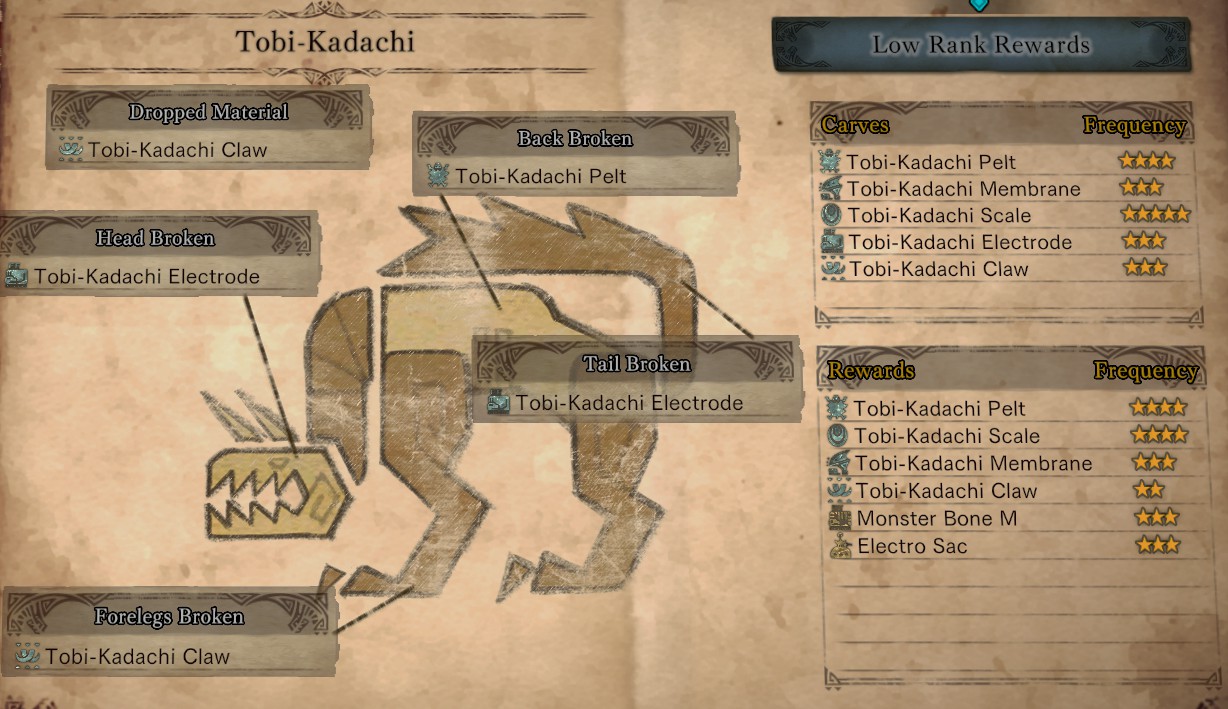 Tobi-Kadachi
Low Rank Rewards
Dropped Material
Tobi-Kadachi Claw
Back Broken
Tobi-Kadachi Pelt
Head Broken
Tobi-Kadachi Electrode
Tail Broken
Tobi-Kadachi Electrode
Forelegs Broken
Tobi-Kadachi Claw
Carves Frequency
Tobi-Kadachi Pelt
Tobi-Kadachi Membrane
Tobi-Kadachi Scale
Tobi-Kadachi Electrode
Tobi-Kadachi Claw
Rewards Frequency
Tobi-Kadachi Pelt
Tobi-Kadachi Scale
Tobi-Kadachi Membrane
Tobi-Kadachi Claw
Monster Bone M
Electro Sac